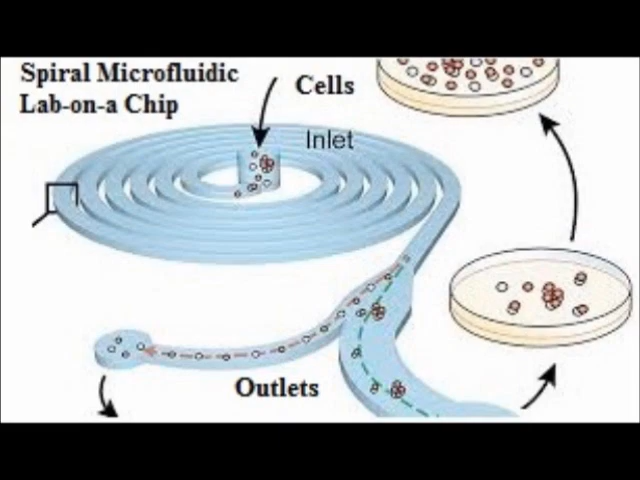 Spiral Microfluidic
Lab-on-a Chip
Cells
Inlet
Outlets